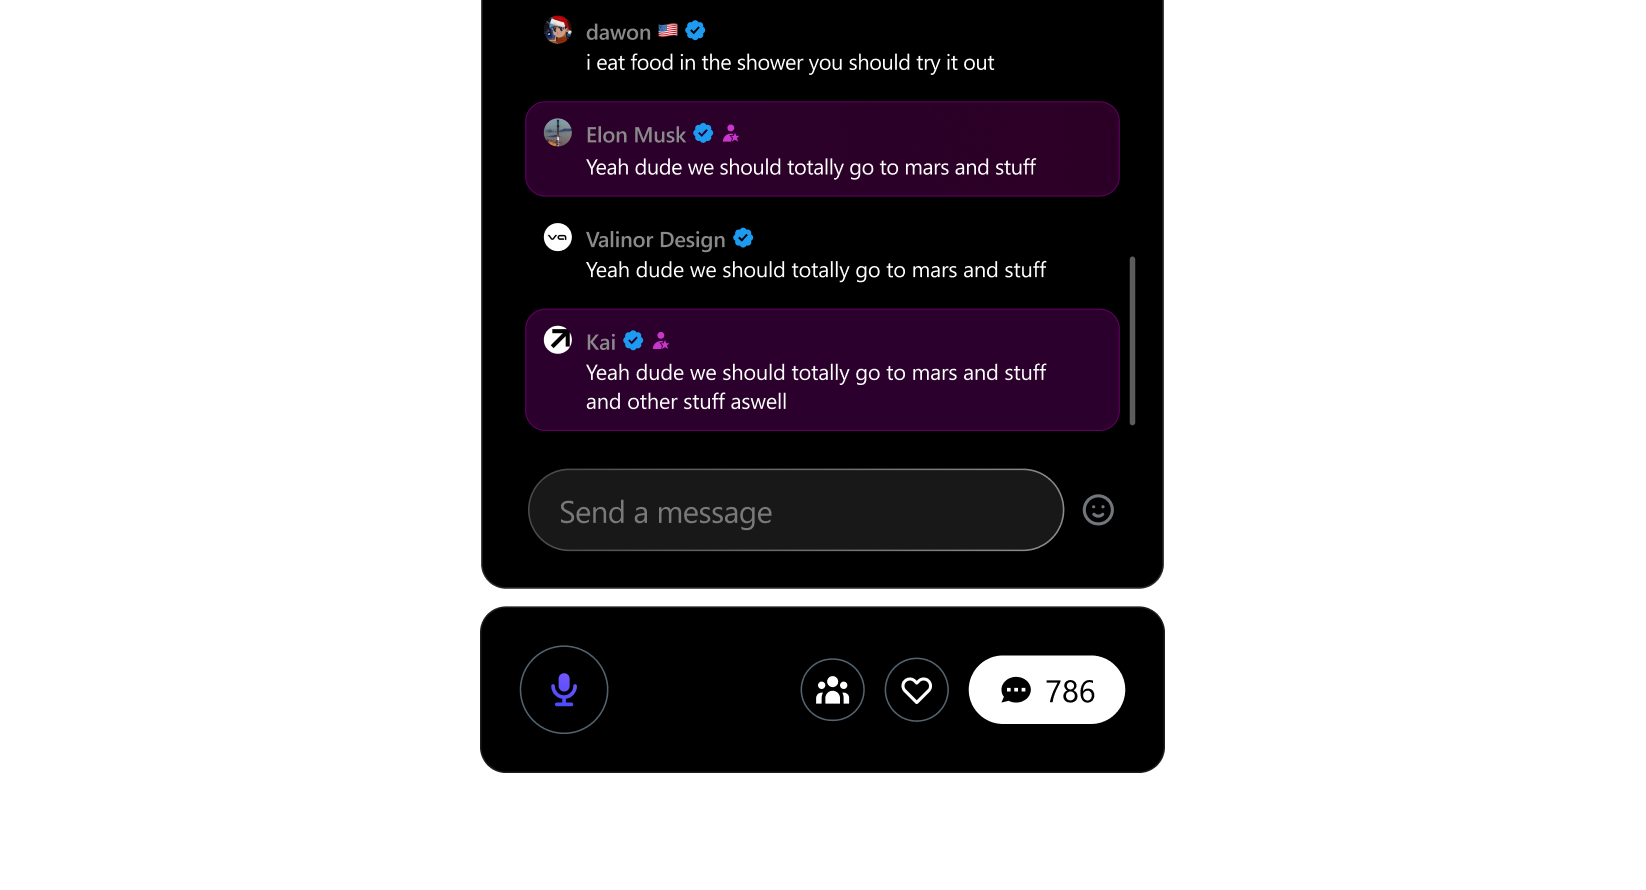 dawon 🇺🇸
i eat food in the shower you should try it out
Elon Musk
Yeah dude we should totally go to mars and stuff
va
Valinor Design
Yeah dude we should totally go to mars and stuff
Kai
Yeah dude we should totally go to mars and stuff
and other stuff aswell
Send a message
786